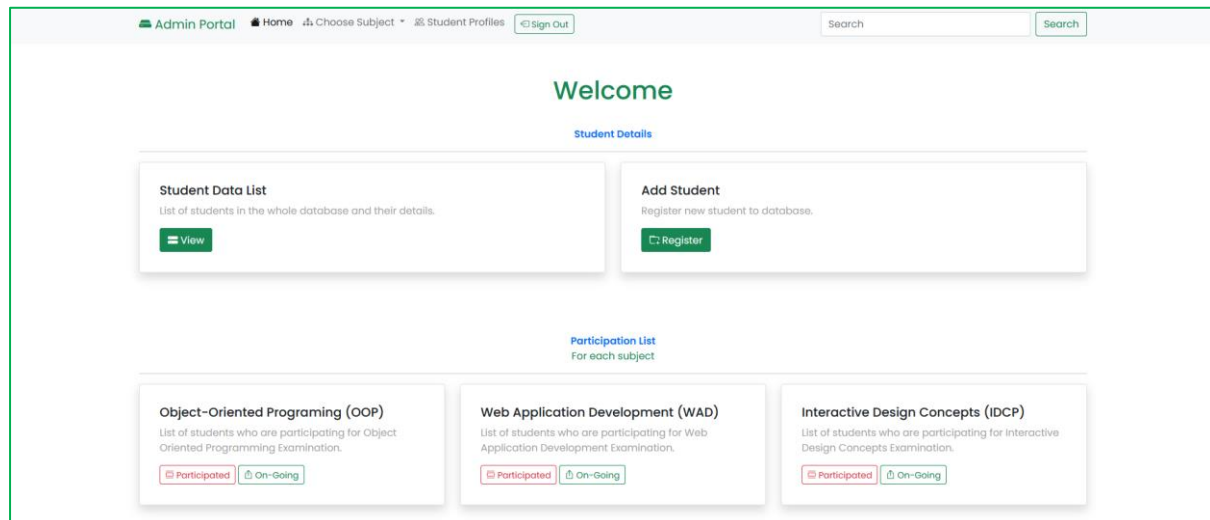 Admin Portal Home Choose Subject Student Profiles Sign Out Search Search
Welcome
Student Details
Student Data List
List of students in the whole database and their details.
View
Add Student
Register new student to database.
Register
Participation List
For each subject
Object-Oriented Programing (OOP)
List of students who are participating for Object
Oriented Programming Examination.
Participated On-Going
Web Application Development (WAD)
List of students who are participating for Web
Application Development Examination.
Participated On-Going
Interactive Design Concepts (IDCP)
List of students who are participating for Interactive
Design Concepts Examination.
Participated On-Going